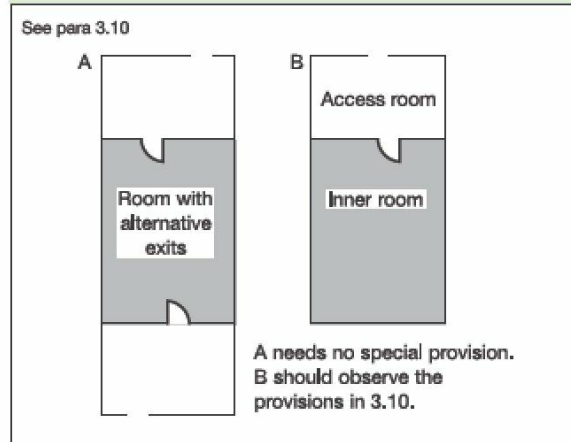 See para 3.10
A
B
Access room
Room with
alternative
exits
Inner room
A needs no special provision.
B should observe the
provisions in 3.10.